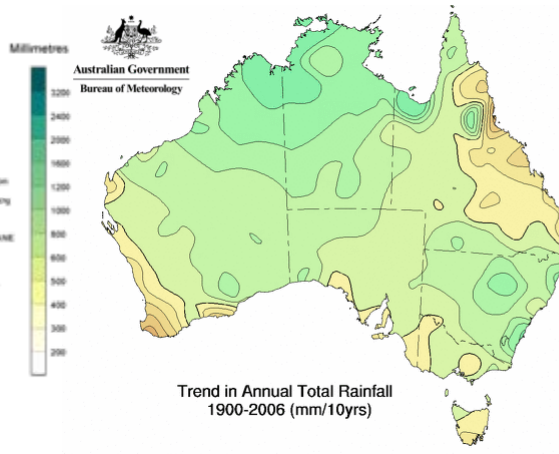 Millimetres
Australian Government
Bureau of Meteorology
3200
2400
2000
1600
1200
1000
800
600
500
400
300
200
Trend in Annual Total Rainfall
1900-2006 (mm/10yrs)